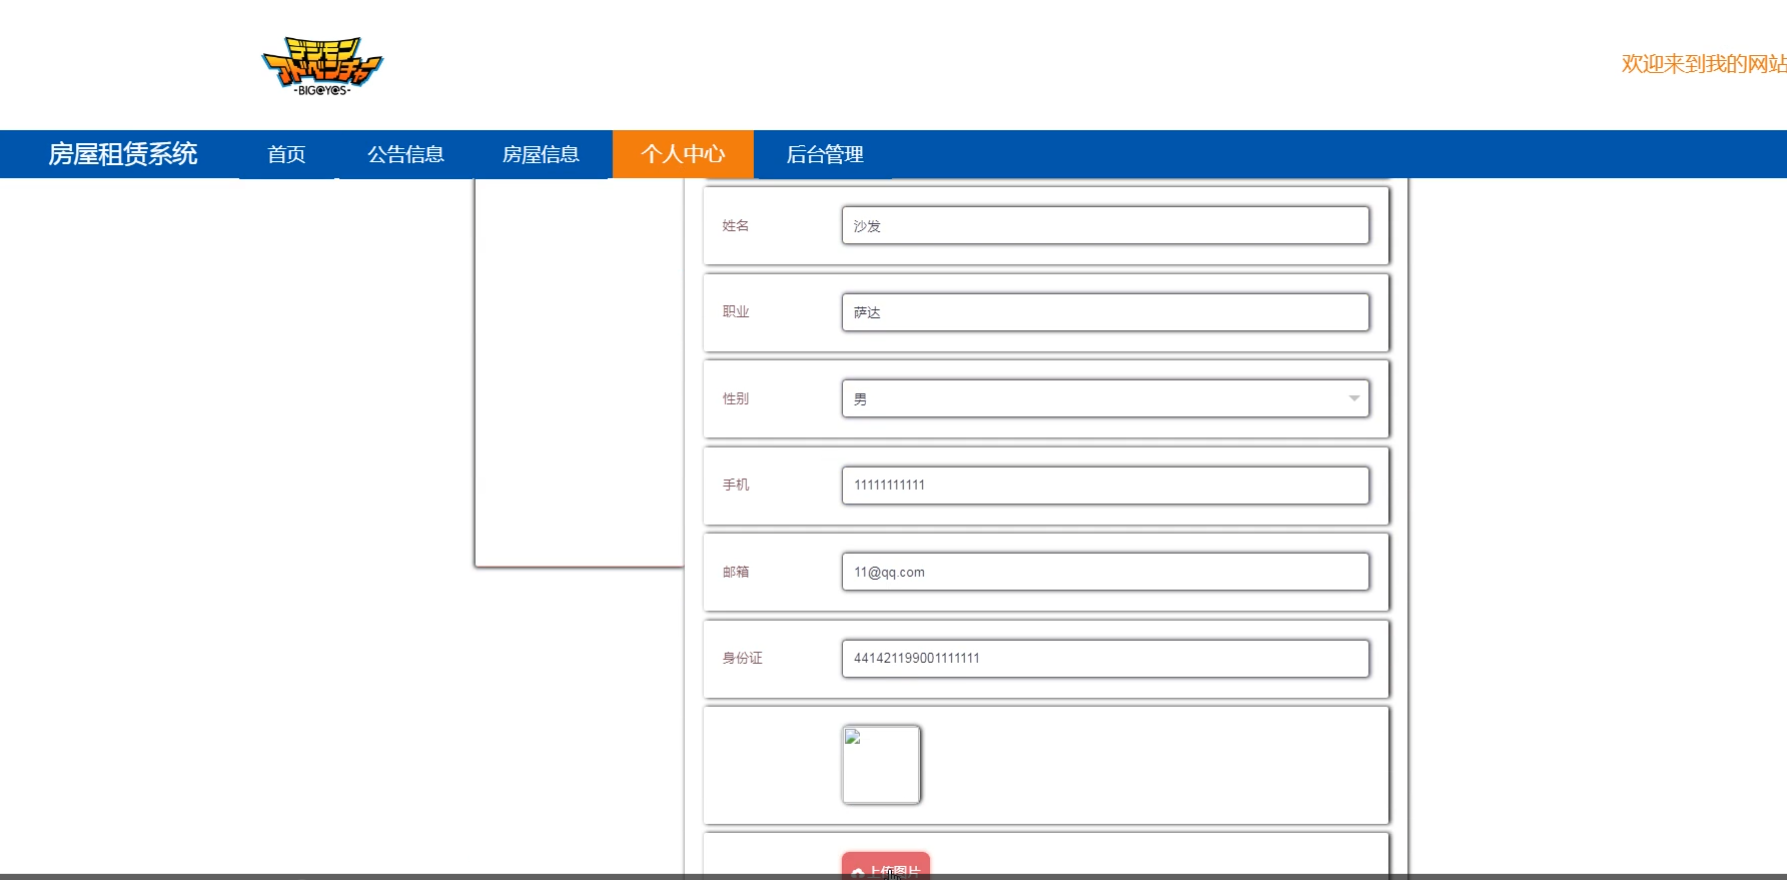 デジモン
アドベンチャー
-BIGEYES-
欢迎来到我的网站
房屋租赁系统 首页 公告信息 房屋信息 个人中心 后台管理
姓名 沙发
职业 萨达
性别 男
手机 11111111111
邮箱 11@qq.com
身份证 441421199001111111
上传图片